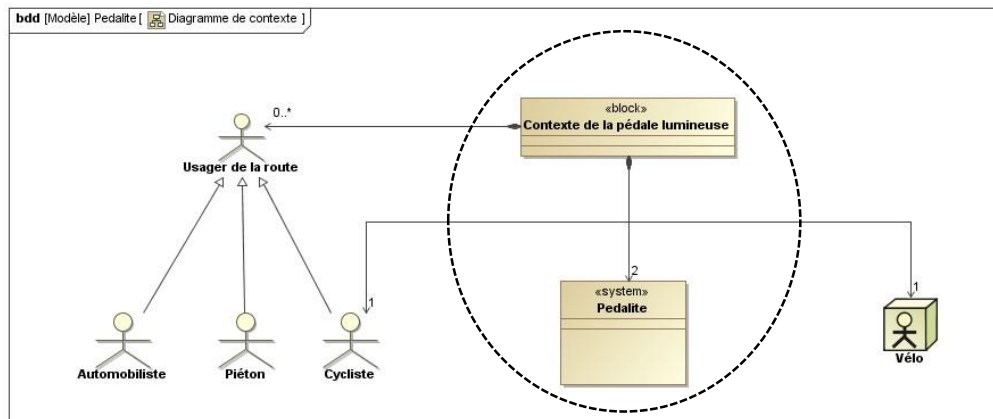 bdd [Modèle] Pedalite [ Diagramme de contexte ]
«block»
Contexte de la pédale lumineuse
0..*
Usager de la route
2
1
1
«system»
Pedalite
Automobiliste
Piéton
Cycliste
Vélo